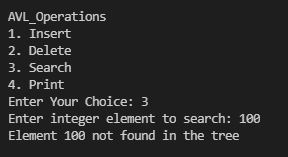 AVL_Operations
1. Insert
2. Delete
3. Search
4. Print
Enter Your Choice: 3
Enter integer element to search: 100
Element 100 not found in the tree